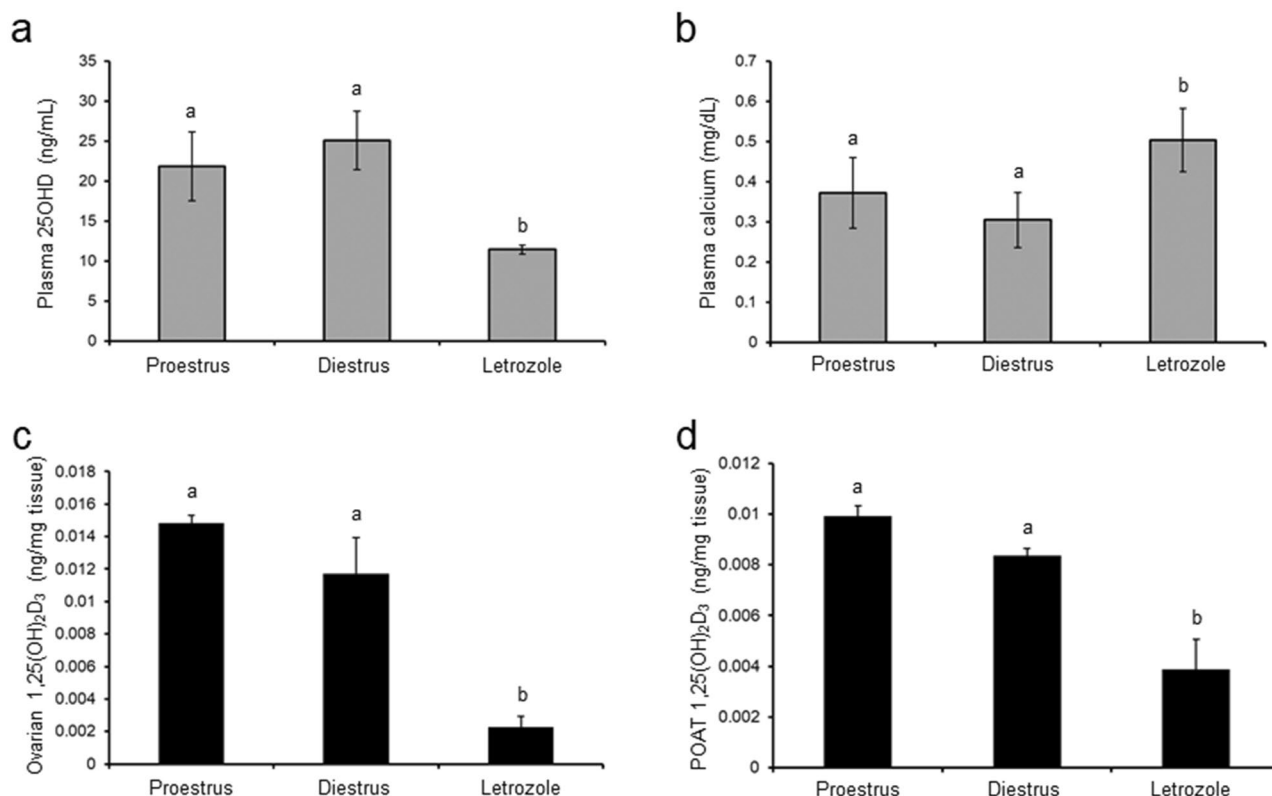 a
Plasma 25OHD (ng/mL)
35
30
25
20
15
10
5
0
a
a
b
Proestrus
Diestrus
Letrozole
b
Plasma calcium (mg/dL)
0.7
0.6
0.5
0.4
0.3
0.2
0.1
0
a
a
b
Proestrus
Diestrus
Letrozole
c
Ovarian 1,25(OH)₂D₃ (ng/mg tissue)
0.018
0.016
0.014
0.012
0.01
0.008
0.006
0.004
0.002
0
a
a
b
Proestrus
Diestrus
Letrozole
d
POAT 1,25(OH)₂D₃ (ng/mg tissue)
0.012
0.01
0.008
0.006
0.004
0.002
0
a
a
b
Proestrus
Diestrus
Letrozole